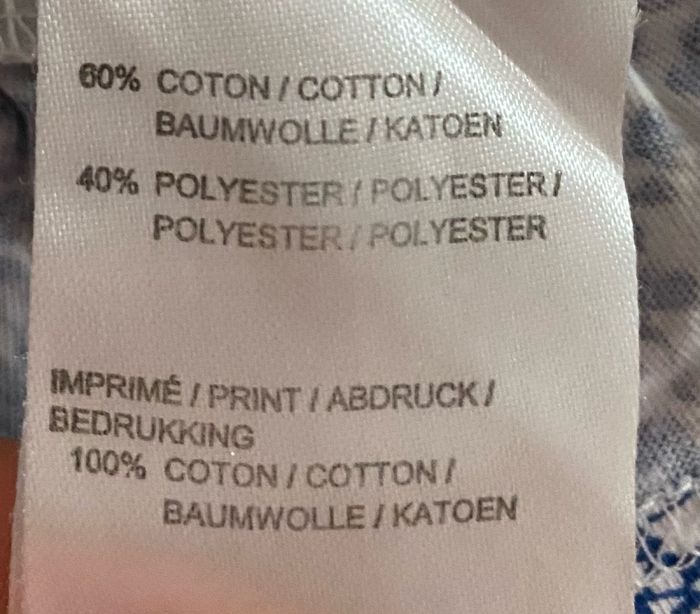 60% COTON / COTTON /
BAUMWOLLE / KATOEN
40% POLYESTER / POLYESTER /
POLYESTER / POLYESTER
IMPRIMÉ / PRINT / ABDRUCK /
BEDRUKKING
100% COTON / COTTON /
BAUMWOLLE / KATOEN